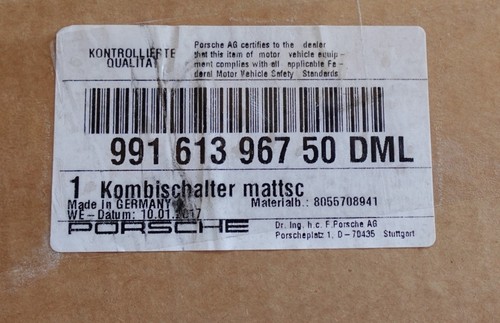 KONTROLLIERTE
QUALITÄT
Porsche AG certifies to the dealer
that this item of motor vehicle equip-
ment complies with all applicable Fe-
deral Motor Vehicle Safety Standards.
991 613 967 50 DML
1 Kombischalter mattsc
Made in GERMANY Materialb.: 8055708941
WE-Datum: 10.01.2017
PORSCHE
Dr. Ing. h.c. F.Porsche AG
Porscheplatz 1, D-70435 Stuttgart